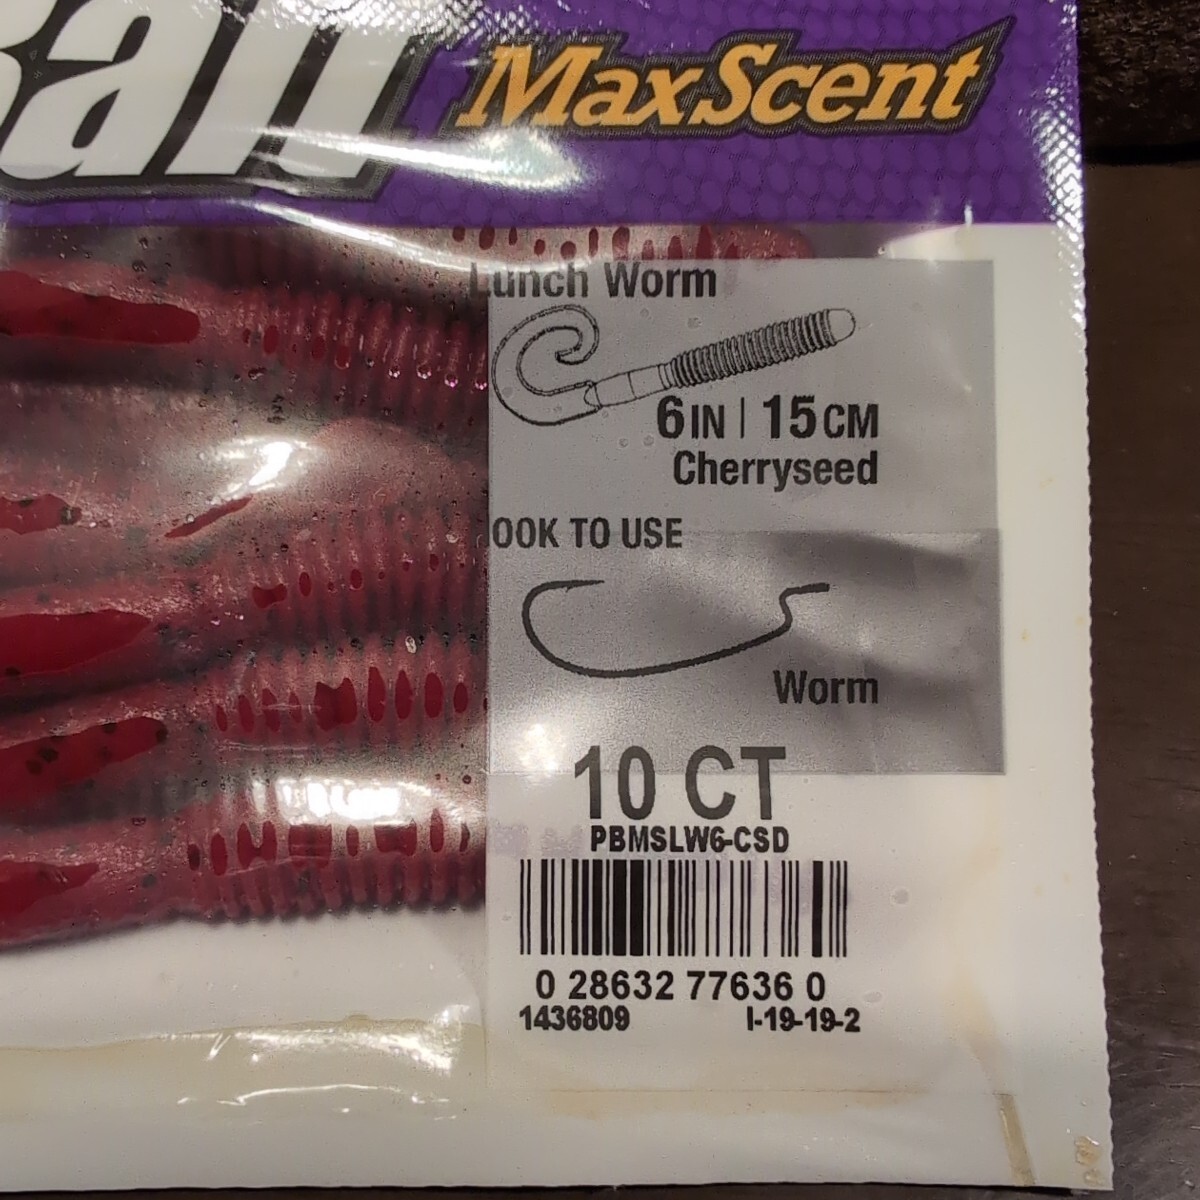 Bait MaxScent
Lunch Worm
6IN | 15CM
Cherryseed
OOK TO USE
Worm
10 CT
PBMSLW6-CSD
0 28632 77636 0
1436809 I-19-19-2